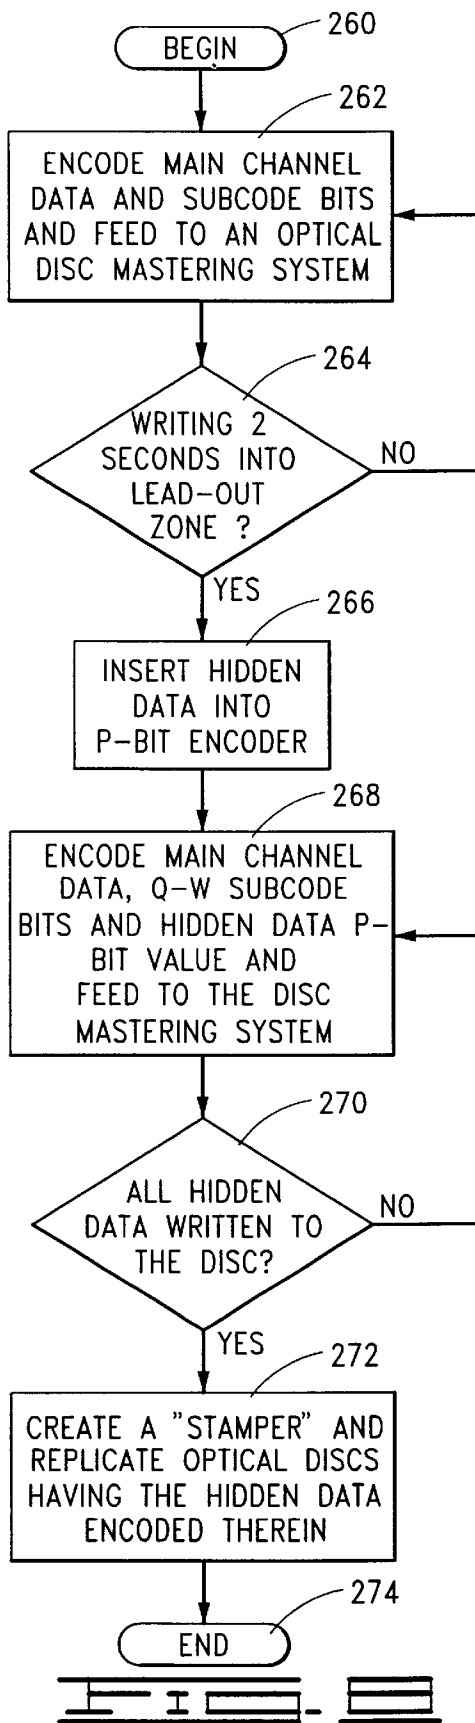 BEGIN
260
262
ENCODE MAIN CHANNEL
DATA AND SUBCODE BITS
AND FEED TO AN OPTICAL
DISC MASTERING SYSTEM
264
WRITING 2
SECONDS INTO
LEAD-OUT
ZONE ?
NO
YES
266
INSERT HIDDEN
DATA INTO
P-BIT ENCODER
268
ENCODE MAIN CHANNEL
DATA, Q-W SUBCODE
BITS AND HIDDEN DATA P-
BIT VALUE AND
FEED TO THE DISC
MASTERING SYSTEM
270
ALL HIDDEN
DATA WRITTEN TO
THE DISC?
NO
YES
272
CREATE A "STAMPER" AND
REPLICATE OPTICAL DISCS
HAVING THE HIDDEN DATA
ENCODED THEREIN
274
END